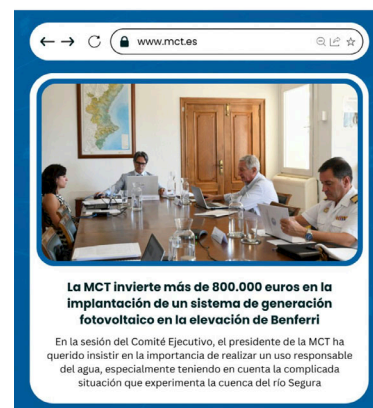 www.mct.es
La MCT invierte más de 800.000 euros en la
implantación de un sistema de generación
fotovoltaico en la elevación de Benferri
En la sesión del Comité Ejecutivo, el presidente de la MCT ha
querido insistir en la importancia de realizar un uso responsable
del agua, especialmente teniendo en cuenta la complicada
situación que experimenta la cuenca del río Segura